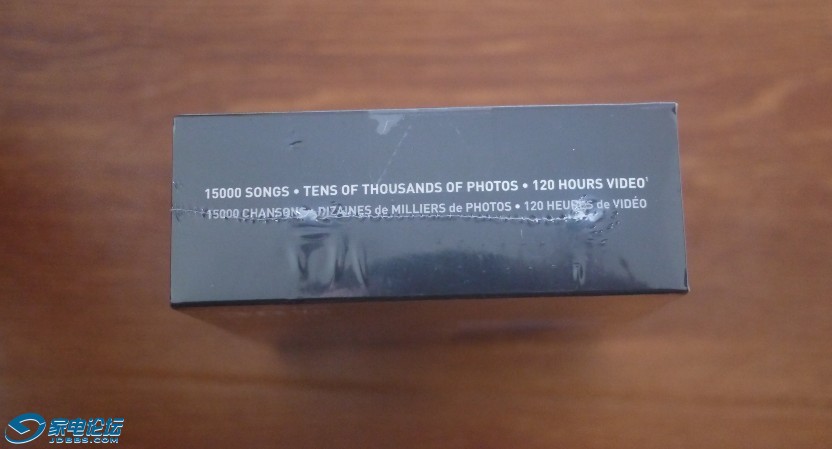 15000 SONGS • TENS OF THOUSANDS OF PHOTOS • 120 HOURS VIDEO¹
15000 CHANSONS • DIZAINES de MILLIERS de PHOTOS • 120 HEURES de VIDÉO
家电论坛
JDBBS.COM